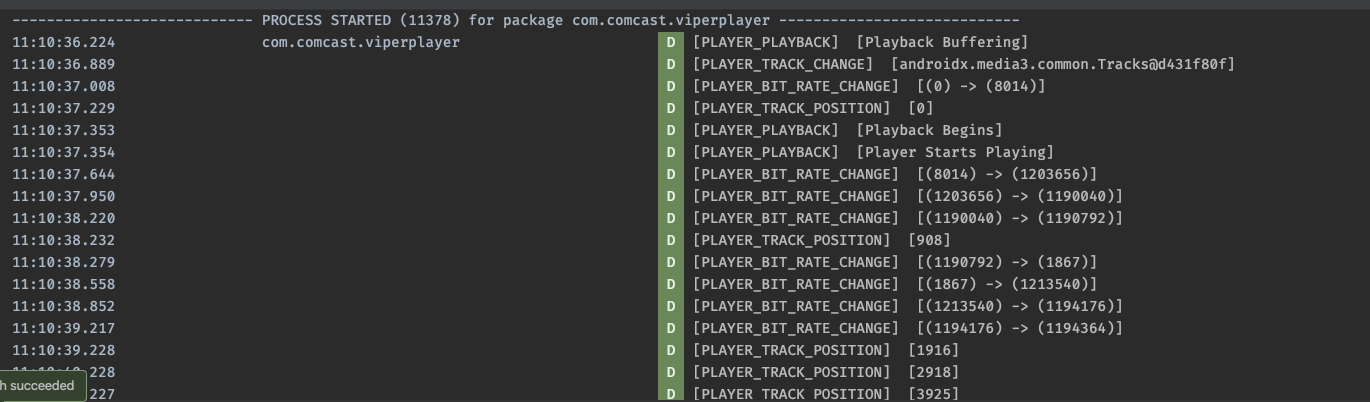 ---------------------------- PROCESS STARTED (11378) for package com.comcast.viperplayer ----------------------------
11:10:36.224 com.comcast.viperplayer D [PLAYER_PLAYBACK] [Playback Buffering]
11:10:36.889 D [PLAYER_TRACK_CHANGE] [androidx.media3.common.Tracks@d431f80f]
11:10:37.008 D [PLAYER_BIT_RATE_CHANGE] [(0) -> (8014)]
11:10:37.229 D [PLAYER_TRACK_POSITION] [0]
11:10:37.353 D [PLAYER_PLAYBACK] [Playback Begins]
11:10:37.354 D [PLAYER_PLAYBACK] [Player Starts Playing]
11:10:37.644 D [PLAYER_BIT_RATE_CHANGE] [(8014) -> (1203656)]
11:10:37.950 D [PLAYER_BIT_RATE_CHANGE] [(1203656) -> (1190040)]
11:10:38.220 D [PLAYER_BIT_RATE_CHANGE] [(1190040) -> (1190792)]
11:10:38.232 D [PLAYER_TRACK_POSITION] [908]
11:10:38.279 D [PLAYER_BIT_RATE_CHANGE] [(1190792) -> (1867)]
11:10:38.558 D [PLAYER_BIT_RATE_CHANGE] [(1867) -> (1213540)]
11:10:38.852 D [PLAYER_BIT_RATE_CHANGE] [(1213540) -> (1194176)]
11:10:39.217 D [PLAYER_BIT_RATE_CHANGE] [(1194176) -> (1194364)]
11:10:39.228 D [PLAYER_TRACK_POSITION] [1916]
228 D [PLAYER_TRACK_POSITION] [2918]
h succeeded
227 D [PLAYER_TRACK_POSITION] [3925]